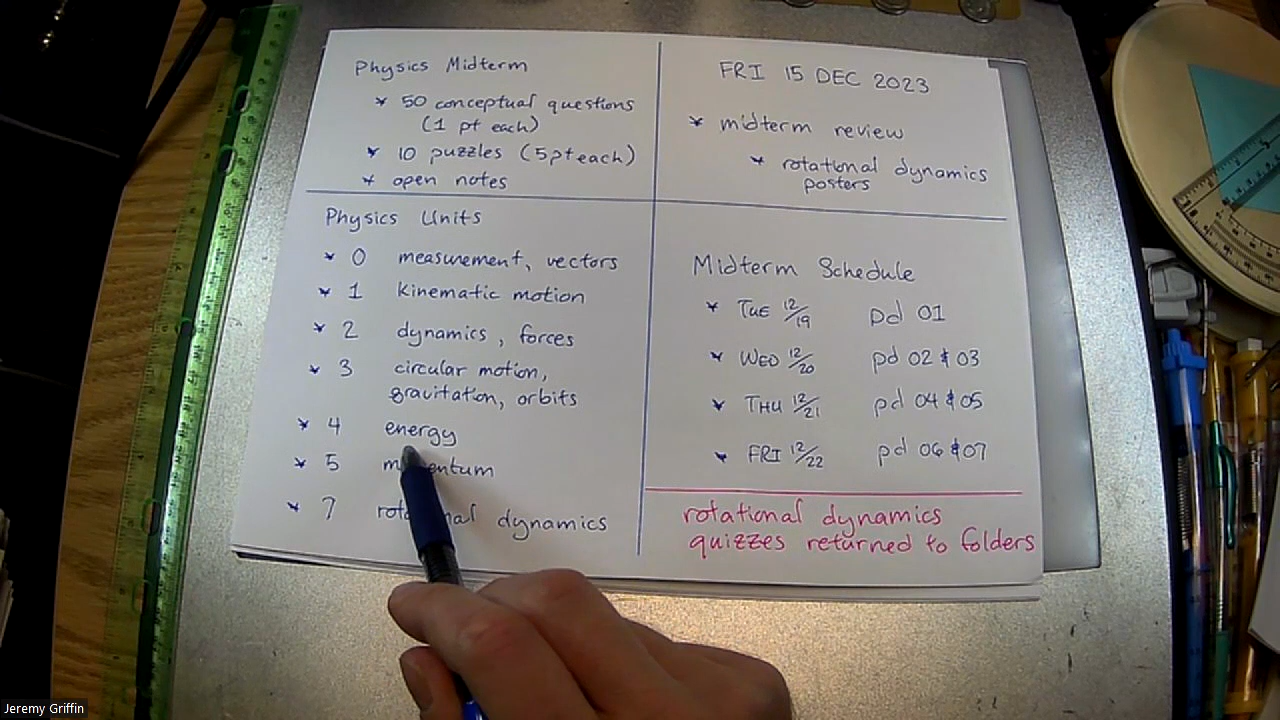 Physics Midterm
* 50 conceptual questions
(1 pt each)
* 10 puzzles (5pt each)
* open notes
FRI 15 DEC 2023
* midterm review
* rotational dynamics
posters
Physics Units
* 0 measurement, vectors
* 1 Kinematic motion
* 2 dynamics, forces
* 3 circular motion,
gravitation, orbits
* 4 energy
* 5 momentum
* 7 rotational dynamics
Midterm Schedule
* TUE 12/19 pd 01
* WED 12/20 pd 02 & 03
* THU 12/21 pd 04 & 05
* FRI 12/22 pd 06 & 07
rotational dynamics
quizzes returned to folders
Jeremy Griffin